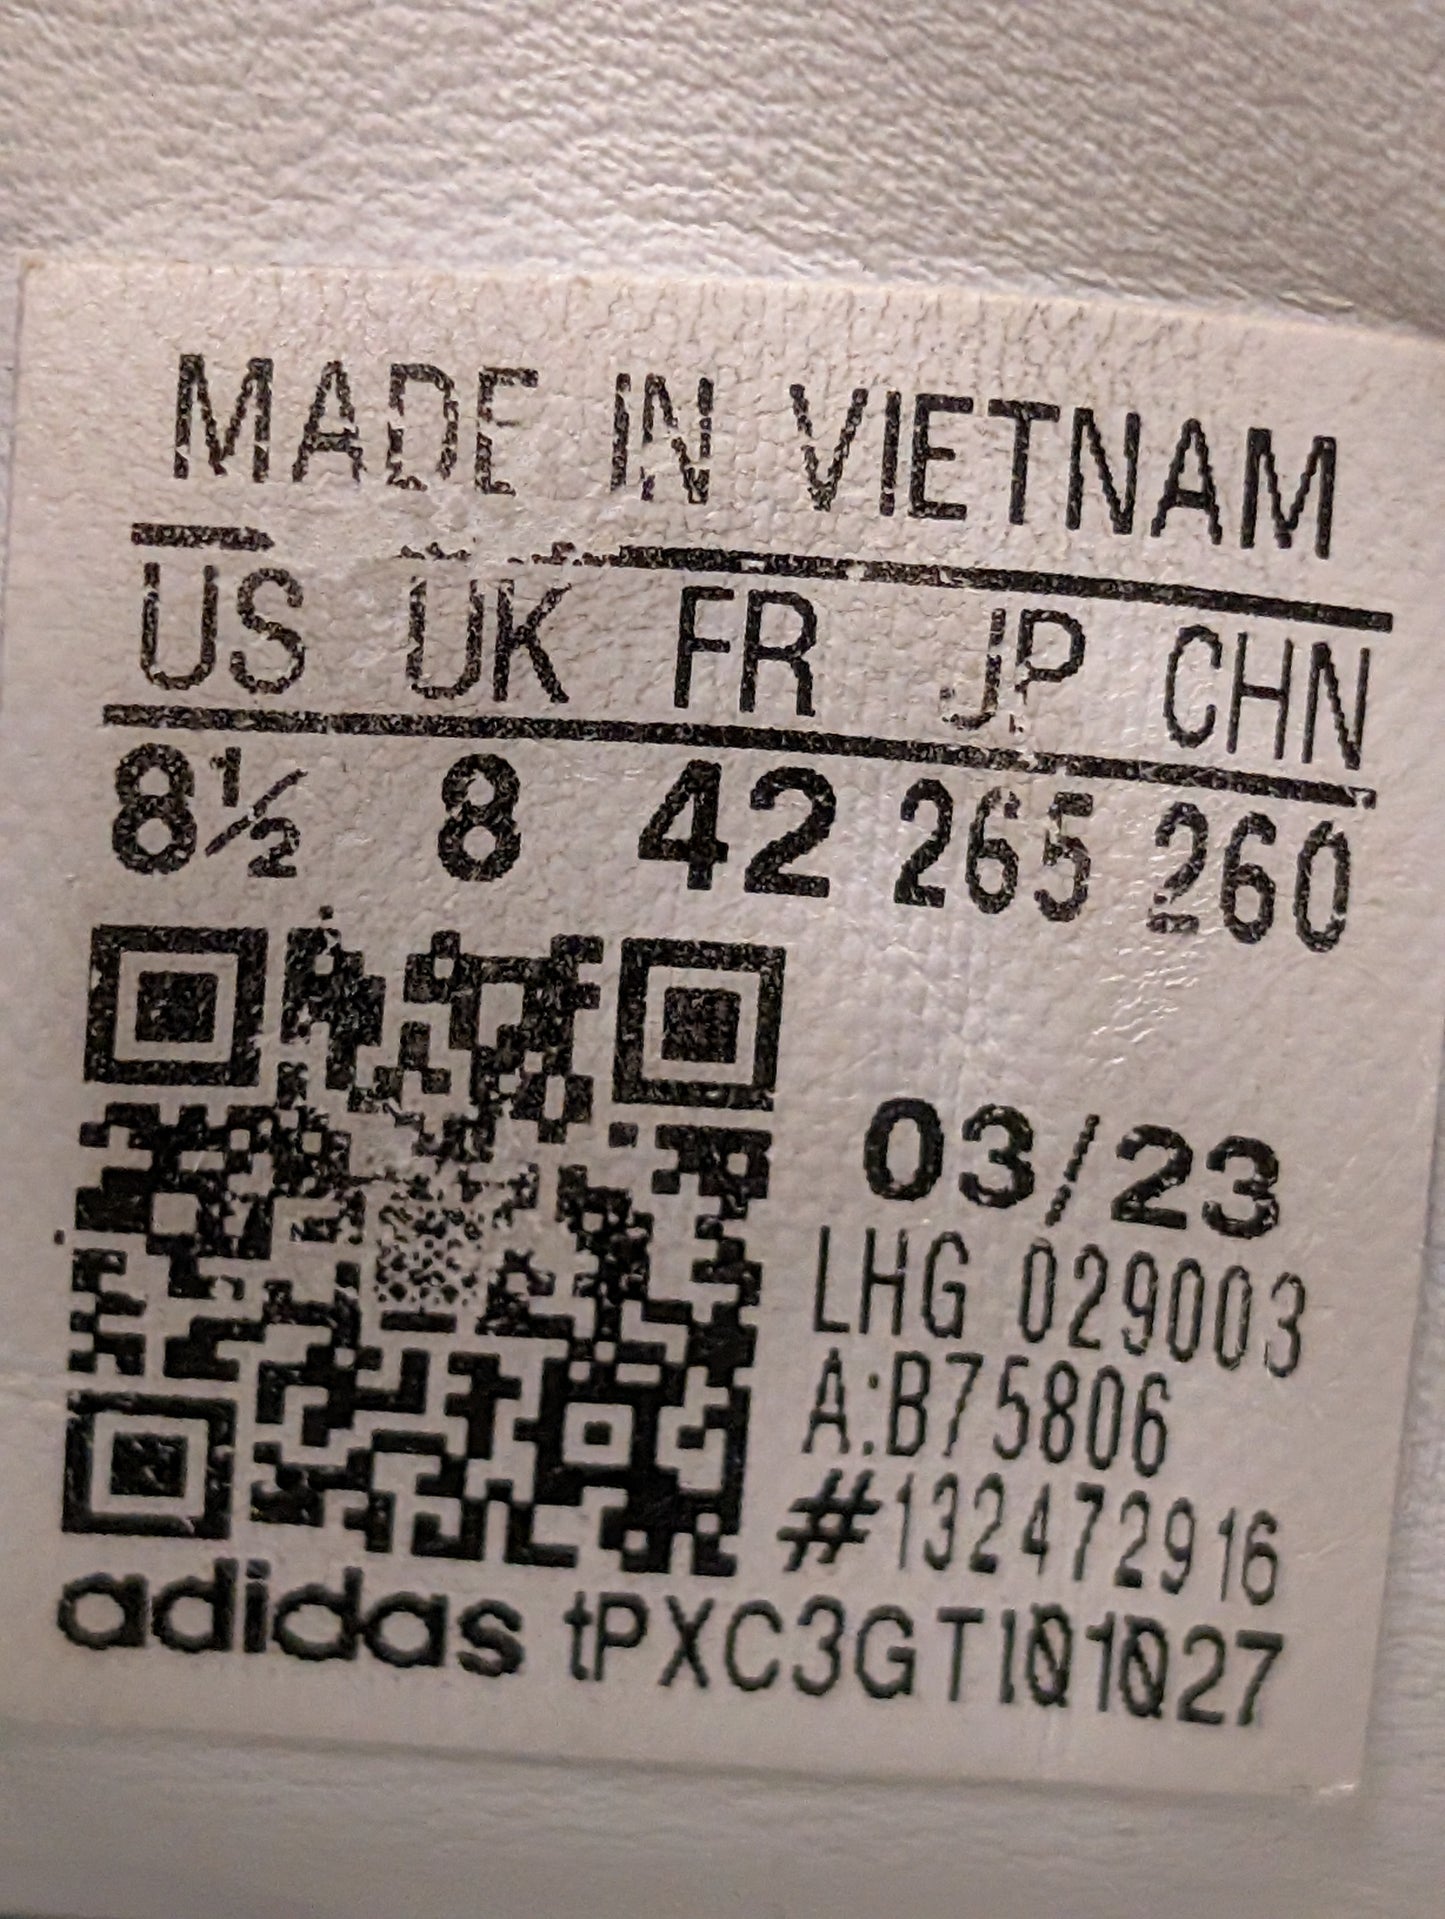 MADE IN VIETNAM
US UK FR JP CHN
8½ 8 42 265 260
03/23
LHG 029003
A:B75806
#132472916
adidas tPXC3GTI01027